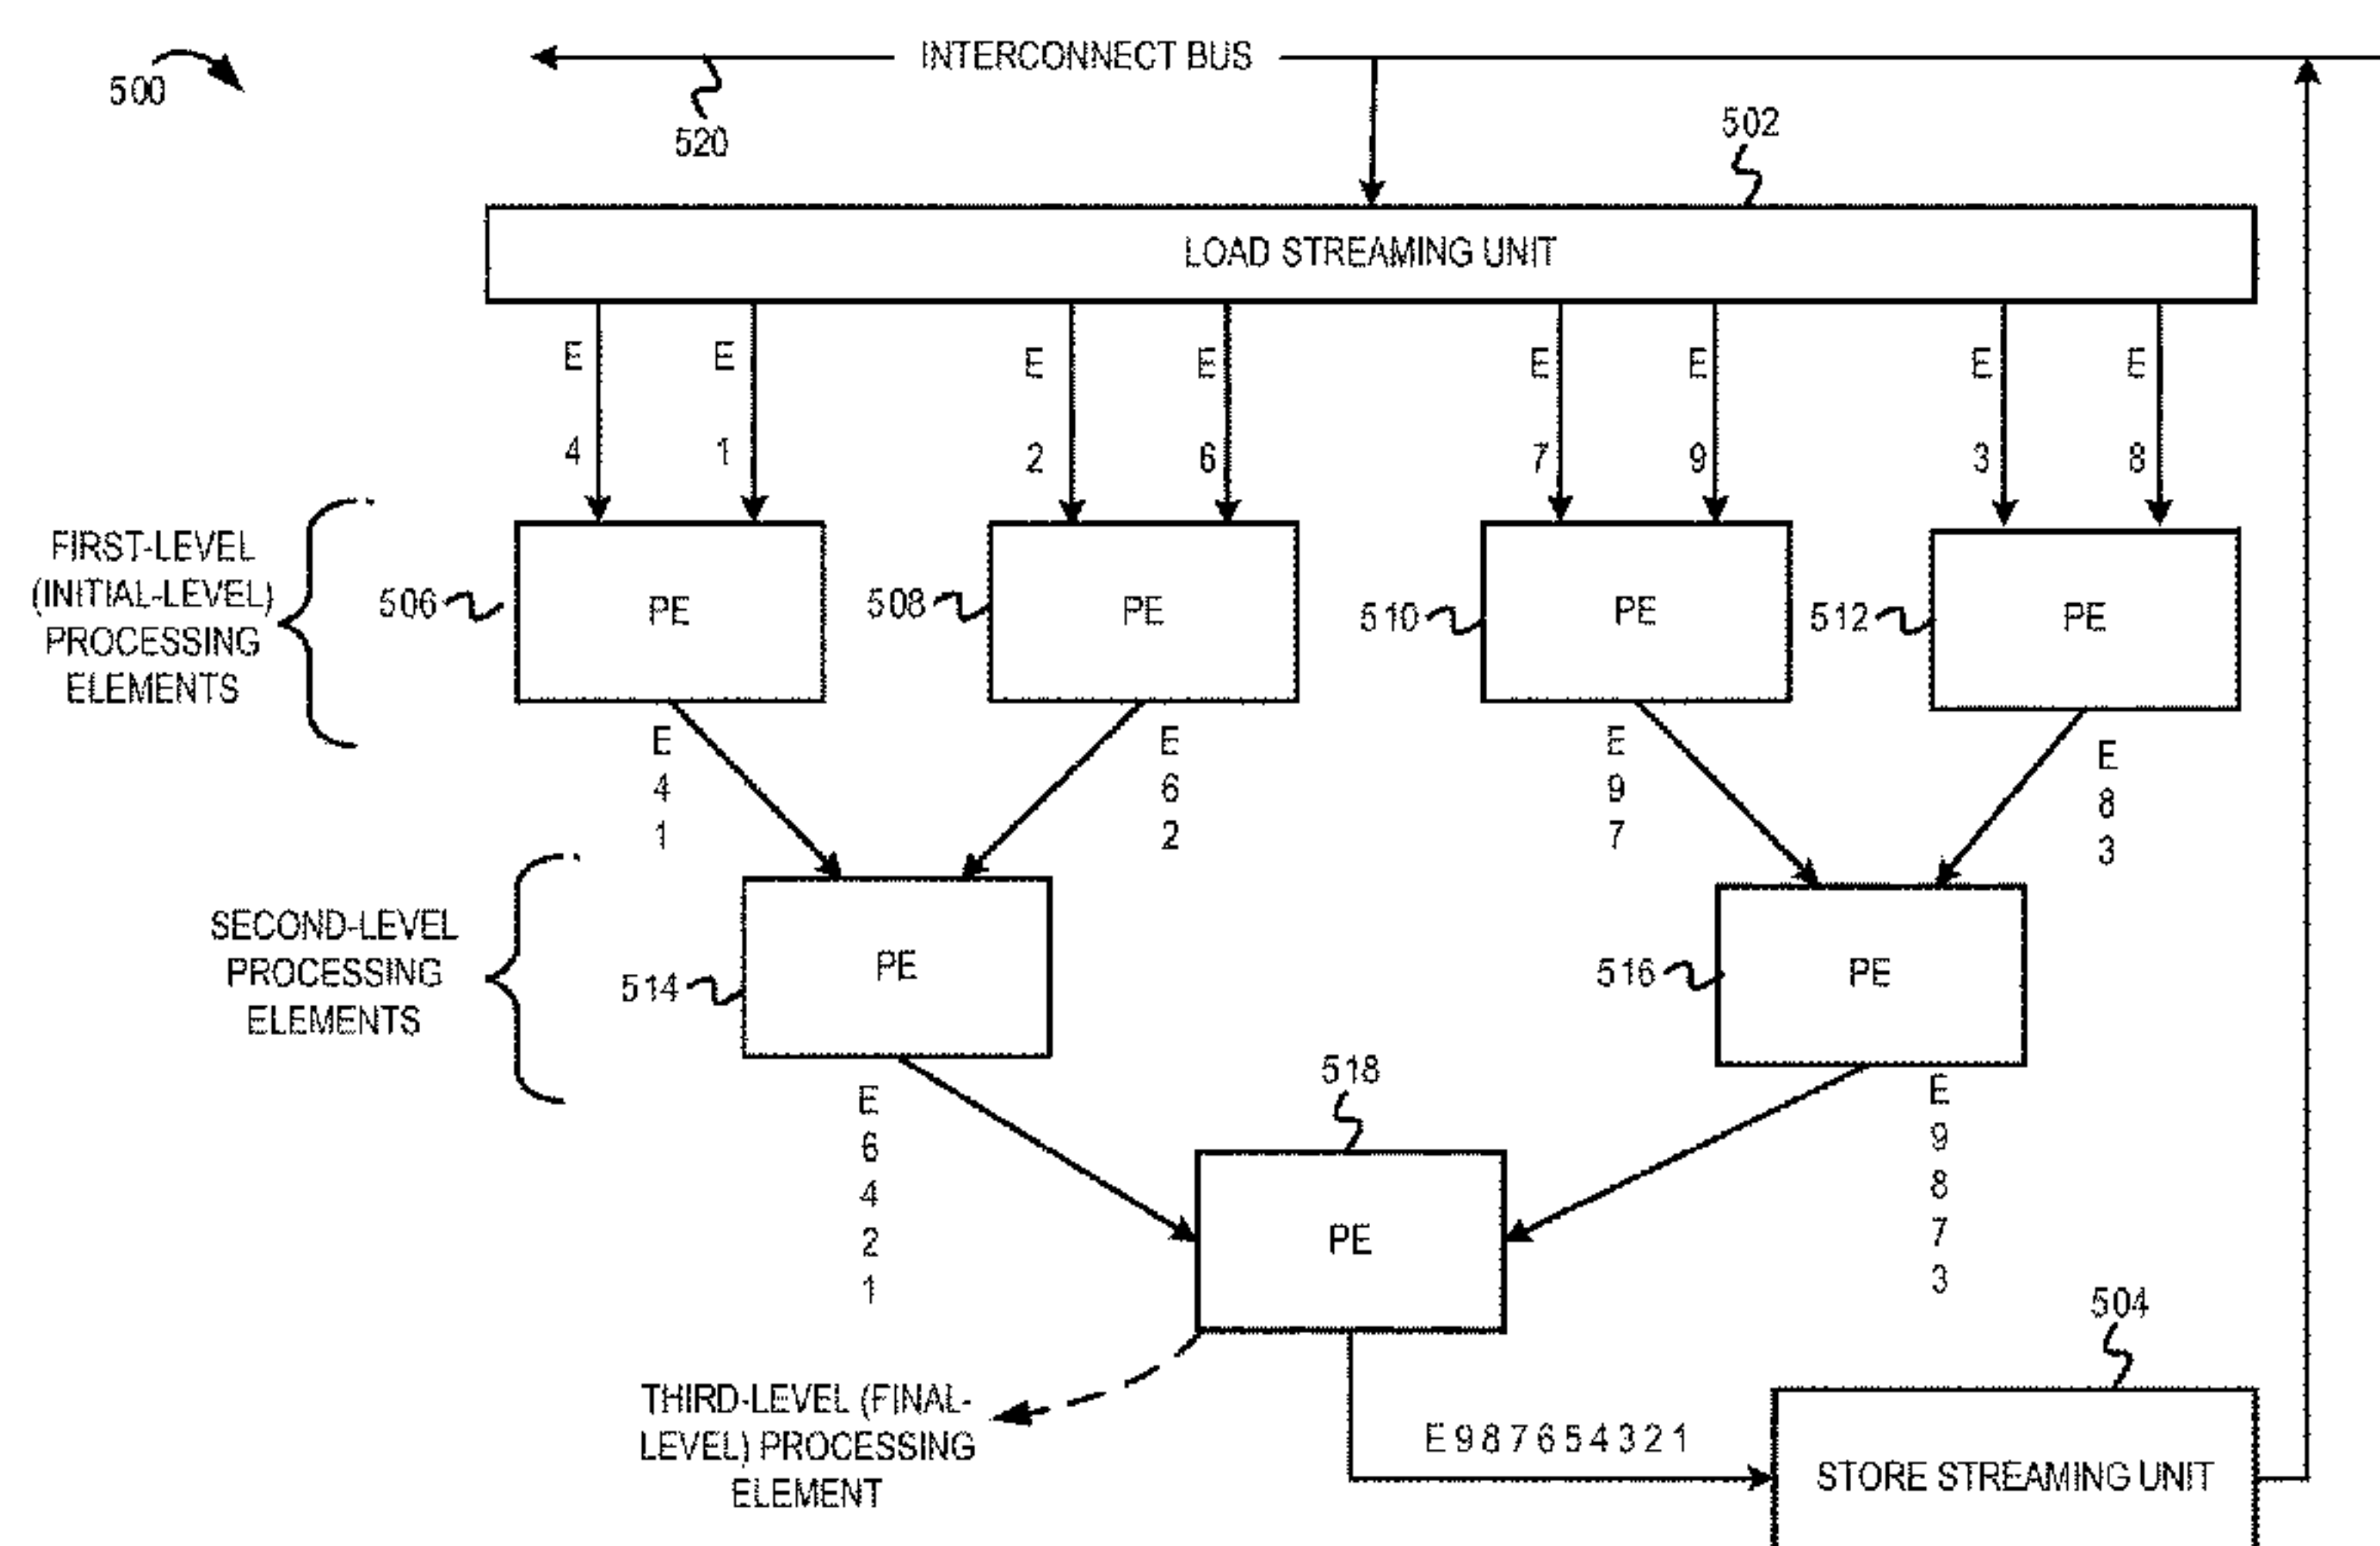 500
INTERCONNECT BUS
520
502
LOAD STREAMING UNIT
E E E E E E E E
4 1 2 6 7 9 3 8
FIRST-LEVEL
(INITIAL-LEVEL)
PROCESSING
ELEMENTS
506 PE
508 PE
510 PE
512 PE
E
4
1
E
6
2
E
9
7
E
8
3
SECOND-LEVEL
PROCESSING
ELEMENTS
514 PE
516 PE
E
6
4
2
1
E
9
8
7
3
518
PE
THIRD-LEVEL (FINAL-
LEVEL) PROCESSING
ELEMENT
E 9 8 7 6 5 4 3 2 1
504
STORE STREAMING UNIT